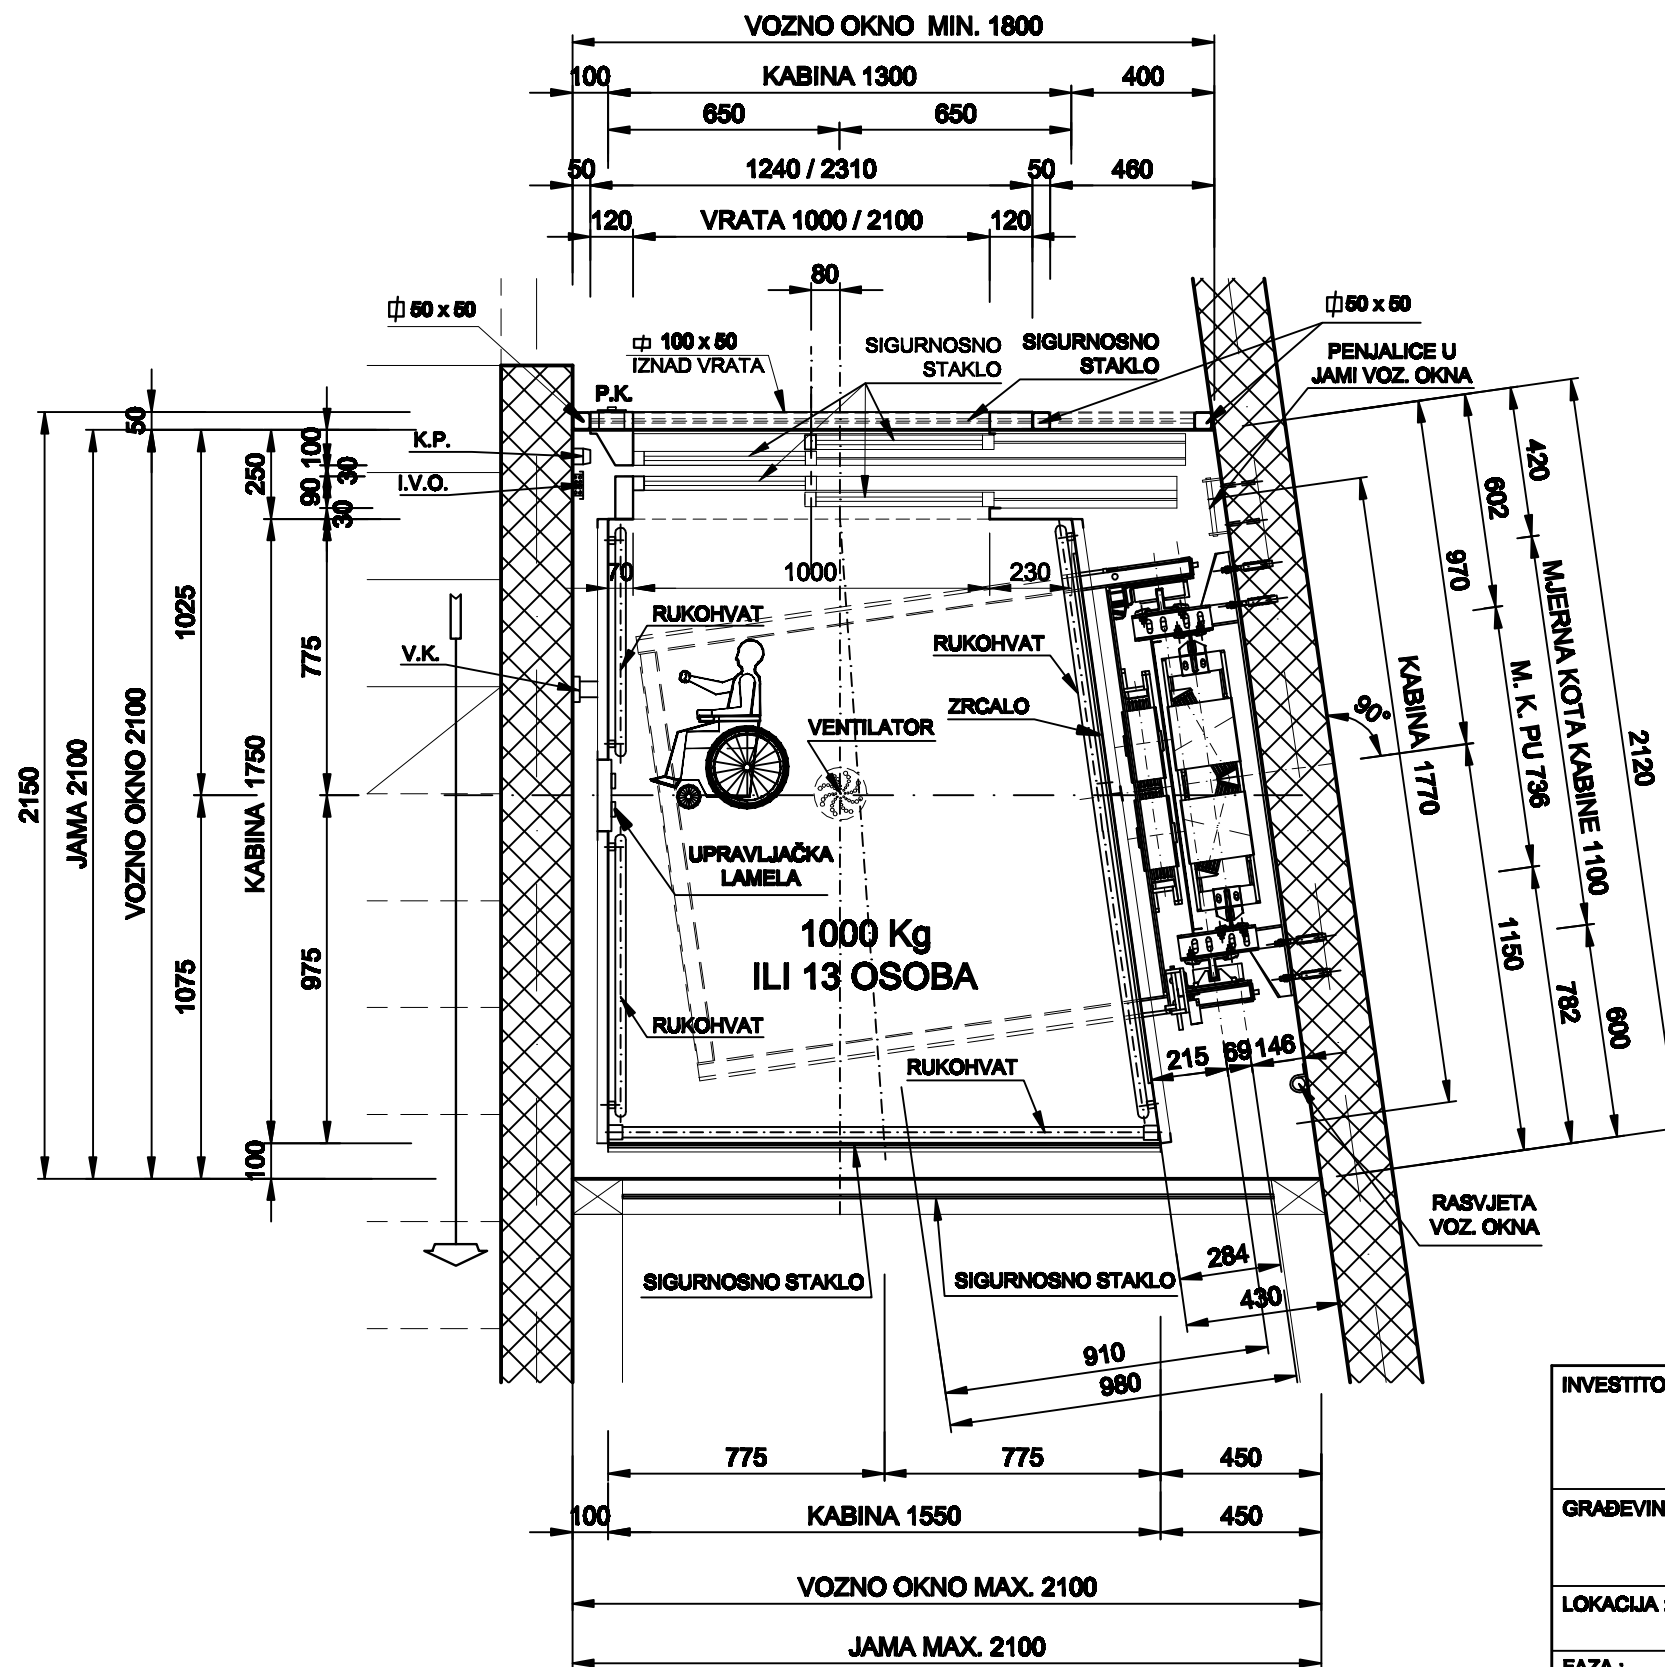 VOZNO OKNO MIN. 1800
100 KABINA 1300 400
650 650
50 1240 / 2310 50 460
120 VRATA 1000 / 2100 120
80
50 x 50
100 x 50
IZNAD VRATA
SIGURNOSNO
STAKLO
SIGURNOSNO
STAKLO
50 x 50
PENJALICE U
JAMI VOZ. OKNA
P.K.
K.P.
I.V.O.
V.K.
2150
JAMA 2100
50
VOZNO OKNO 2100
1025
1075
250
KABINA 1750
100
100
30
90
30
775
975
70 1000 230
RUKOHVAT
RUKOHVAT
ZRCALO
VENTILATOR
UPRAVLJAČKA
LAMELA
1000 Kg
ILI 13 OSOBA
RUKOHVAT
RUKOHVAT
215 69 146
90°
KABINA 1770
970
1150
602
M. K. PU 736
782
420
MJERNA KOTA KABINE 1100
600
2120
RASVJETA
VOZ. OKNA
SIGURNOSNO STAKLO
SIGURNOSNO STAKLO
284
430
910
980
775 775 450
100 KABINA 1550 450
VOZNO OKNO MAX. 2100
JAMA MAX. 2100
INVESTITO
GRAĐEVIN
LOKACIJA :
FAZA :